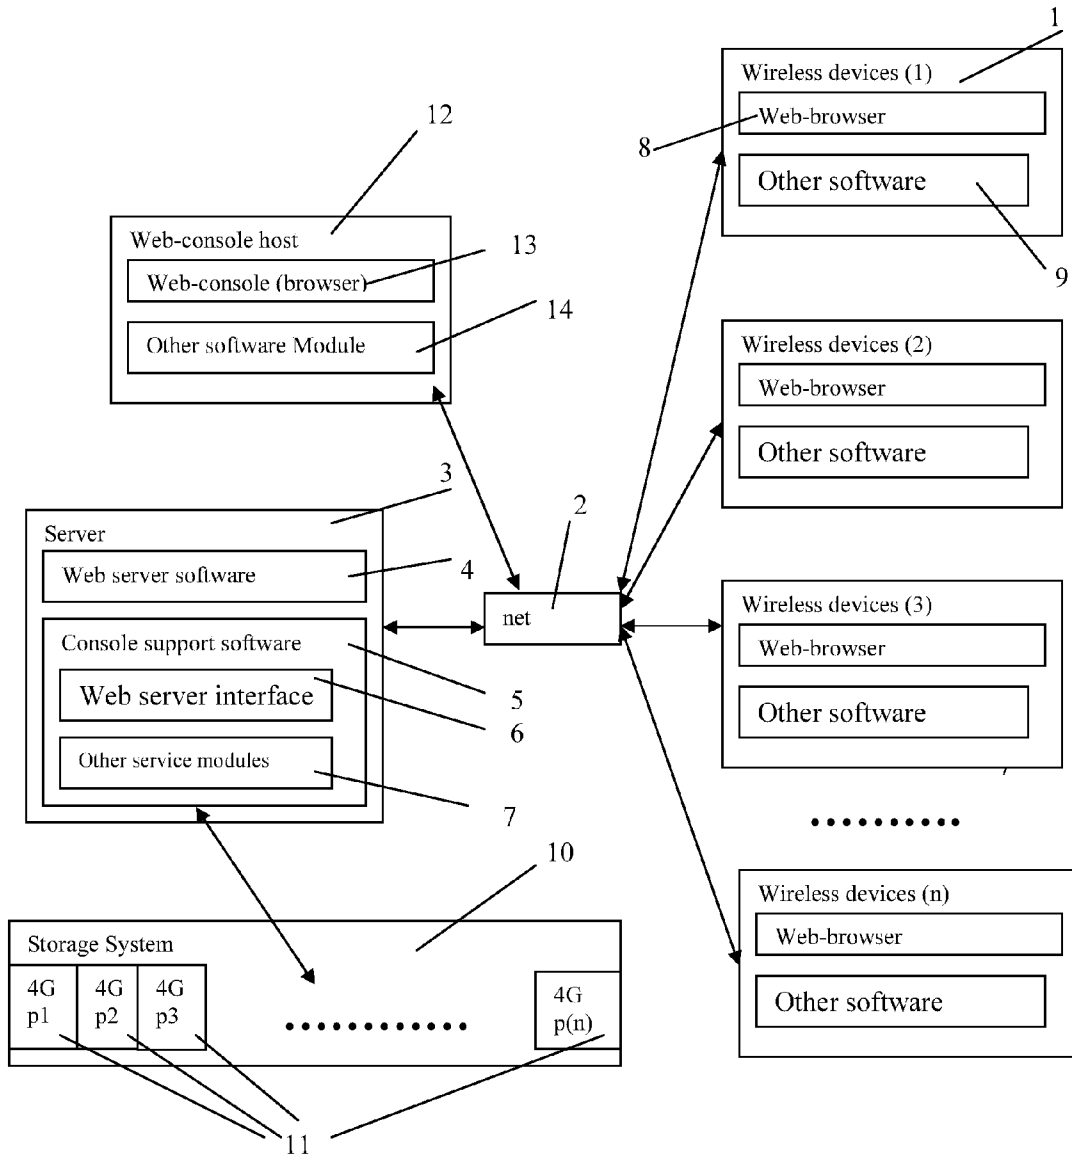 1
Wireless devices (1)
Web-browser
8
Other software
9
12
Web-console host
13
Web-console (browser)
14
Other software Module
Wireless devices (2)
Web-browser
Other software
3
Server
2
Web server software
4
net
Console support software
5
Web server interface
6
Other service modules
7
Wireless devices (3)
Web-browser
Other software
..........
10
Storage System
4G
p1
4G
p2
4G
p3
............
4G
p(n)
11
Wireless devices (n)
Web-browser
Other software